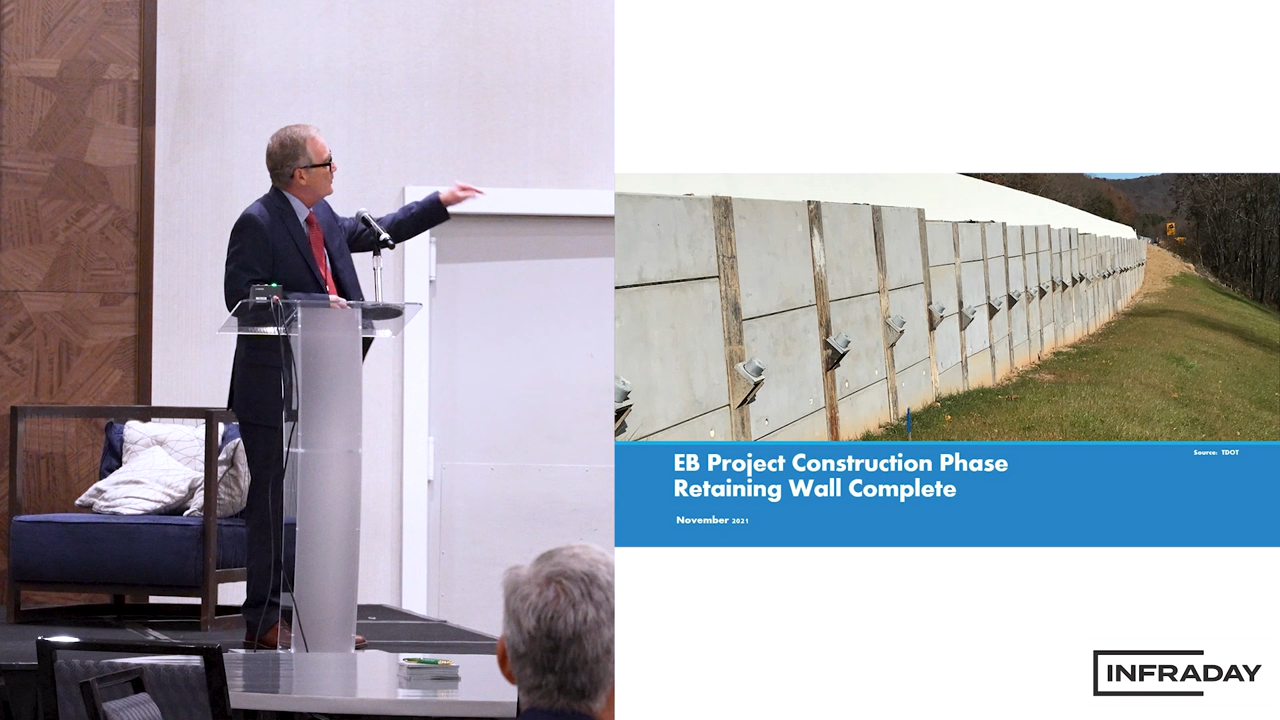 EB Project Construction Phase
Retaining Wall Complete
November 2021
Source: TDOT
INFRADAY